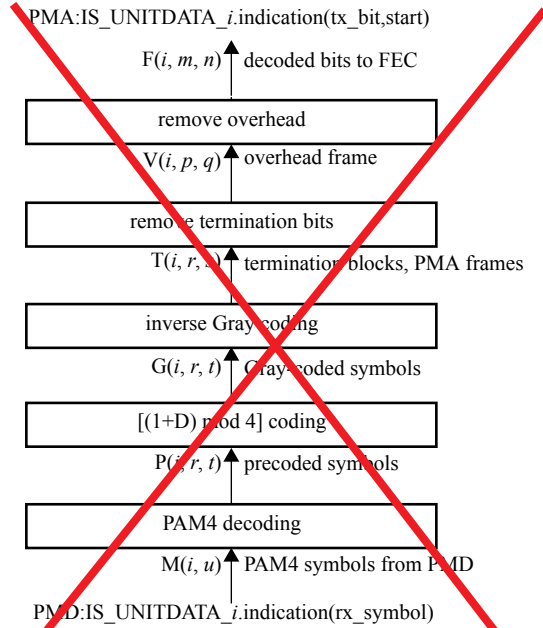 PMA:IS_UNITDATA_i.indication(tx_bit,start)
F(i, m, n) decoded bits to FEC
remove overhead
V(i, p, q) overhead frame
remove termination bits
T(i, r, s) termination blocks, PMA frames
inverse Gray coding
G(i, r, t) Gray-coded symbols
[(1+D) mod 4] coding
P(i, r, t) precoded symbols
PAM4 decoding
M(i, u) PAM4 symbols from PMD
PMD:IS_UNITDATA_i.indication(rx_symbol)